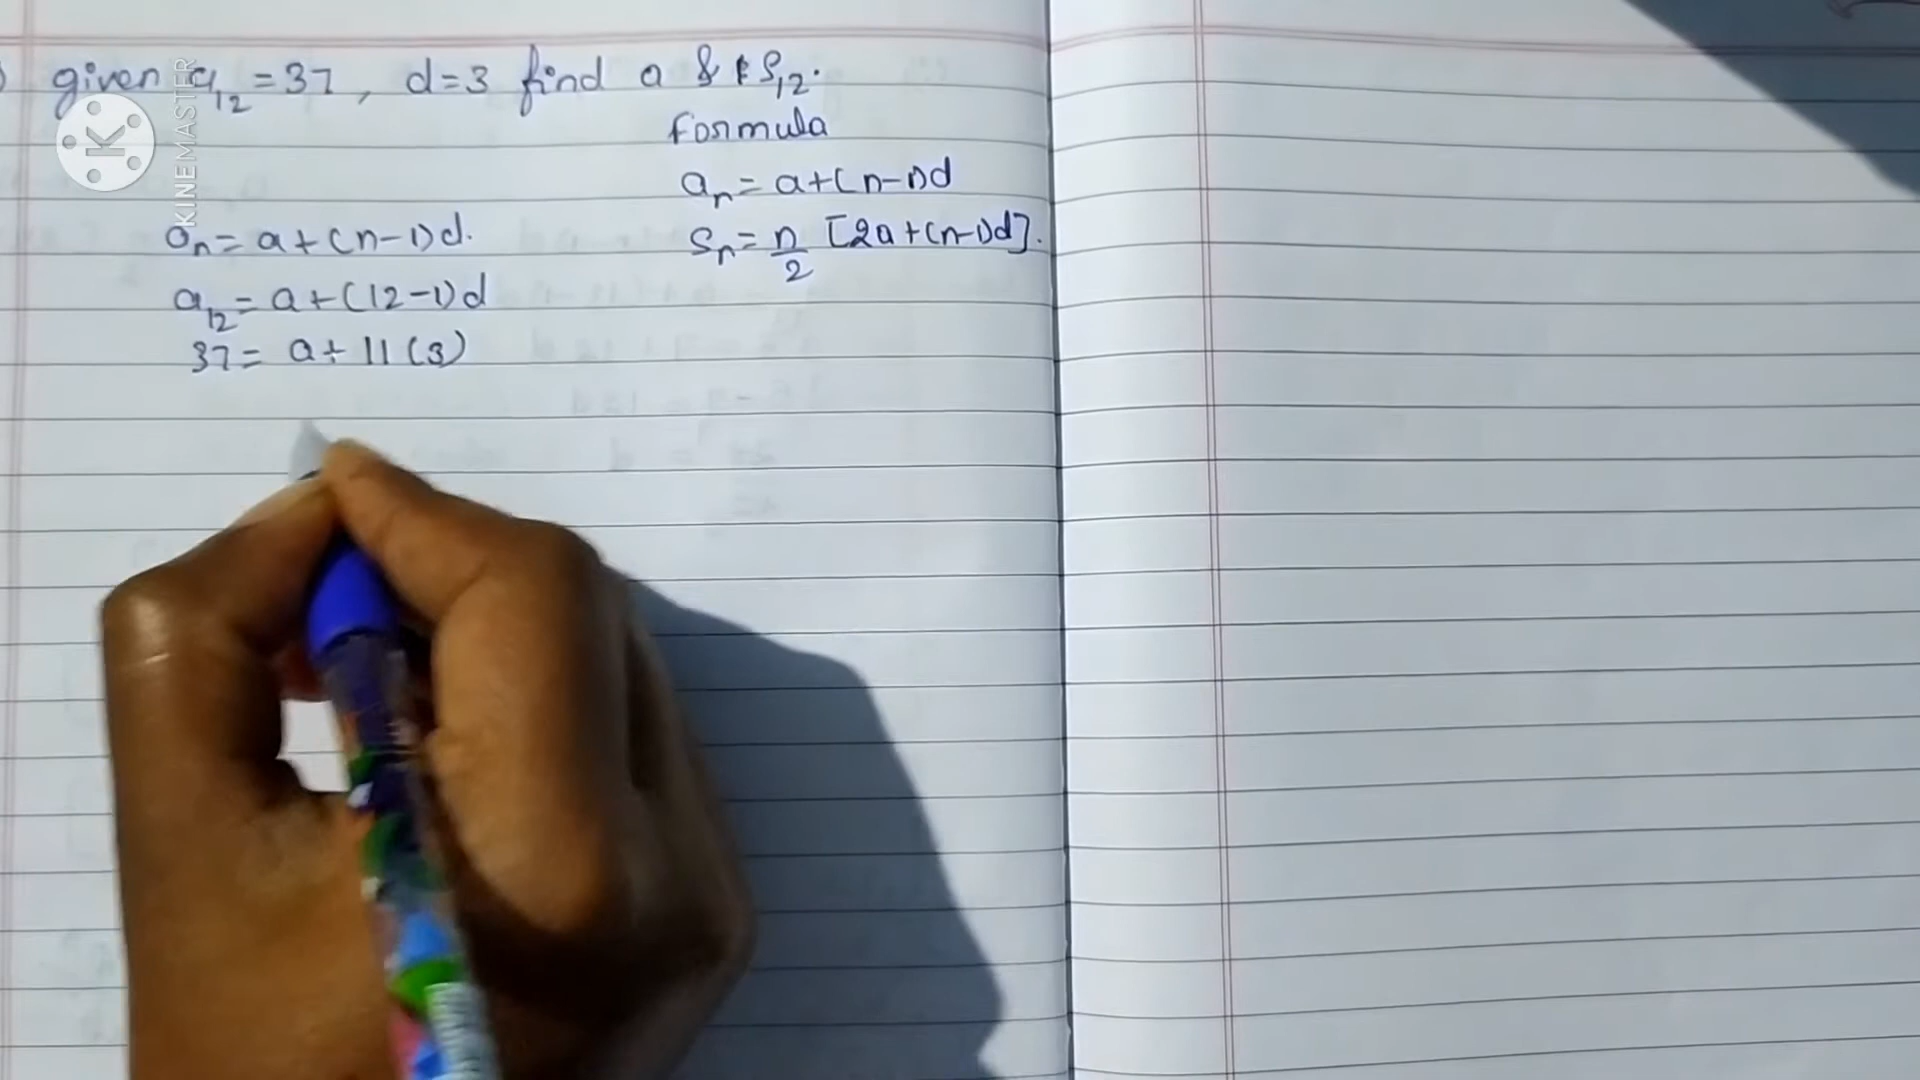 given a₁₂ = 37, d = 3 find a & S₁₂.
Formula
aₙ = a + (n-1)d
Sₙ = n/2 [2a + (n-1)d].
aₙ = a + (n-1)d.
a₁₂ = a + (12-1)d
37 = a + 11(3)
KINEMASTER